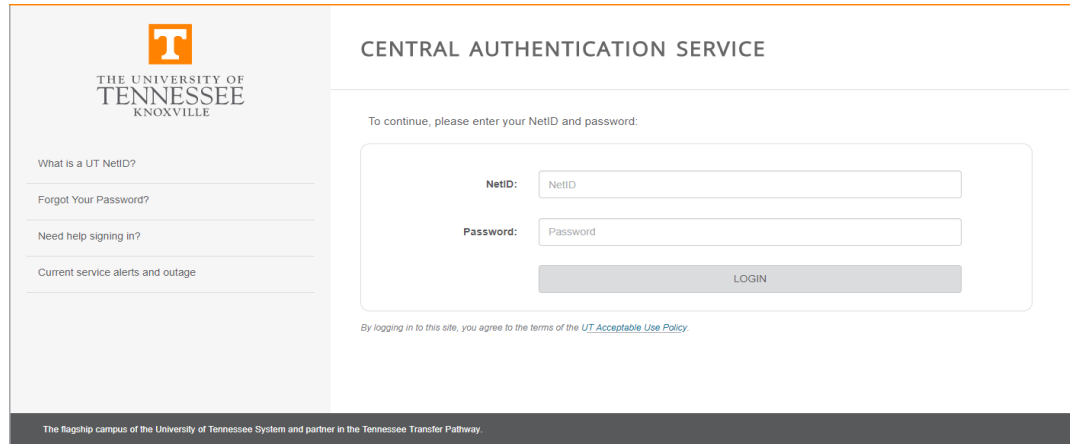 T
THE UNIVERSITY OF
TENNESSEE
KNOXVILLE
What is a UT NetID?
Forgot Your Password?
Need help signing in?
Current service alerts and outage
CENTRAL AUTHENTICATION SERVICE
To continue, please enter your NetID and password:
NetID: NetID
Password: Password
LOGIN
By logging in to this site, you agree to the terms of the UT Acceptable Use Policy.
The flagship campus of the University of Tennessee System and partner in the Tennessee Transfer Pathway.